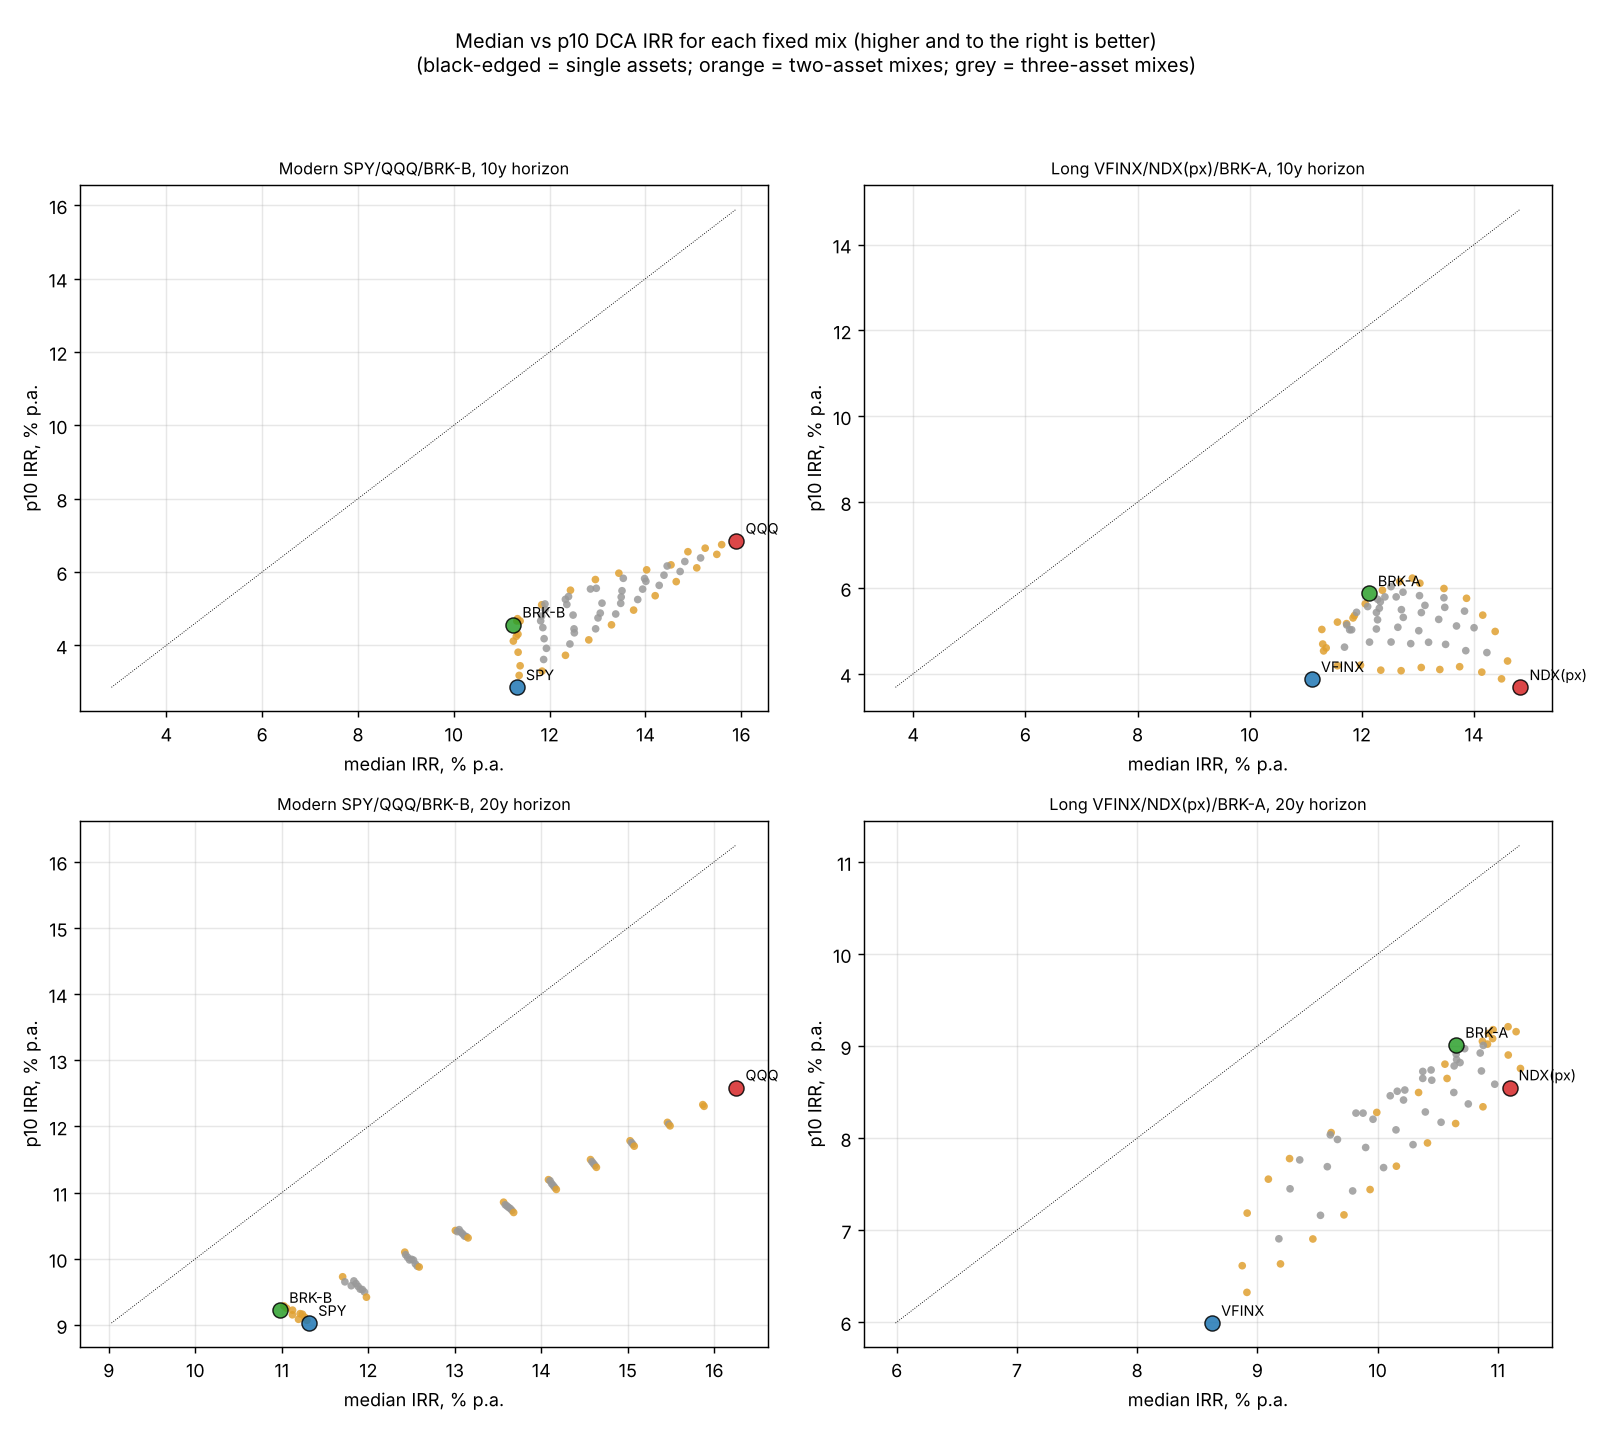 Median vs p10 DCA IRR for each fixed mix (higher and to the right is better)
(black-edged = single assets; orange = two-asset mixes; grey = three-asset mixes)
Modern SPY/QQQ/BRK-B, 10y horizon
16
14
12
10
8
6
4
p10 IRR, % p.a.
QQQ
BRK-B
SPY
4 6 8 10 12 14 16
median IRR, % p.a.
Long VFINX/NDX(px)/BRK-A, 10y horizon
14
12
10
8
6
4
p10 IRR, % p.a.
BRK-A
VFINX
NDX(px)
4 6 8 10 12 14
median IRR, % p.a.
Modern SPY/QQQ/BRK-B, 20y horizon
16
15
14
13
12
11
10
9
p10 IRR, % p.a.
QQQ
BRK-B
SPY
9 10 11 12 13 14 15 16
median IRR, % p.a.
Long VFINX/NDX(px)/BRK-A, 20y horizon
11
10
9
8
7
6
p10 IRR, % p.a.
BRK-A
NDX(px)
VFINX
6 7 8 9 10 11
median IRR, % p.a.